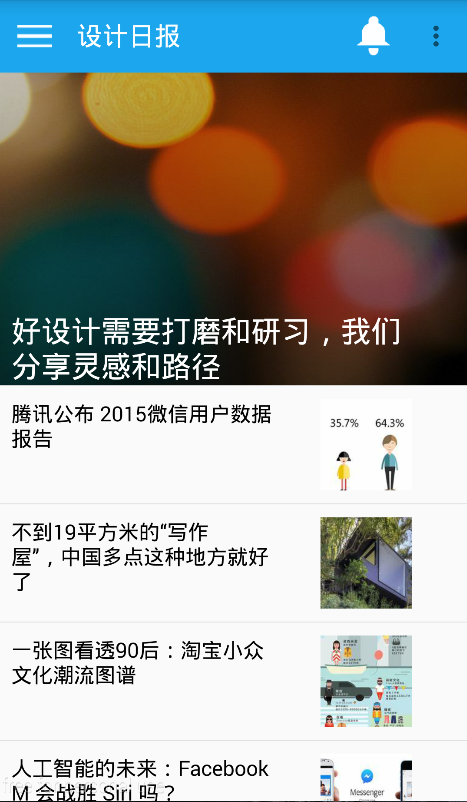 设计日报
好设计需要打磨和研习，我们
分享灵感和路径
腾讯公布 2015微信用户数据
报告
35.7% 64.3%
不到19平方米的“写作
屋”，中国多点这种地方就好
了
一张图看透90后：淘宝小众
文化潮流图谱
人工智能的未来：Facebook
M 会战胜 Siri 吗？
Messenger